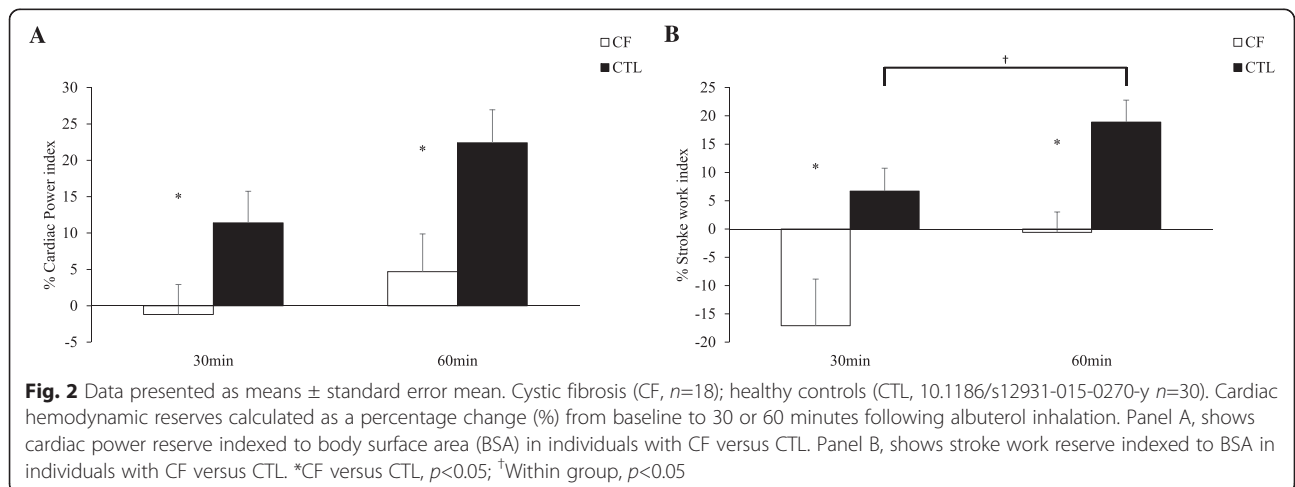 A
□CF
■CTL
30
25
20
15
10
5
0
-5
% Cardiac Power index
*
*
30min
60min
B
□CF
■CTL
†
25
20
15
10
5
0
-5
-10
-15
-20
% Stroke work index
*
*
30min
60min
Fig. 2 Data presented as means ± standard error mean. Cystic fibrosis (CF, n=18); healthy controls (CTL, 10.1186/s12931-015-0270-y n=30). Cardiac
hemodynamic reserves calculated as a percentage change (%) from baseline to 30 or 60 minutes following albuterol inhalation. Panel A, shows
cardiac power reserve indexed to body surface area (BSA) in individuals with CF versus CTL. Panel B, shows stroke work reserve indexed to BSA in
individuals with CF versus CTL. *CF versus CTL, p<0.05; †Within group, p<0.05